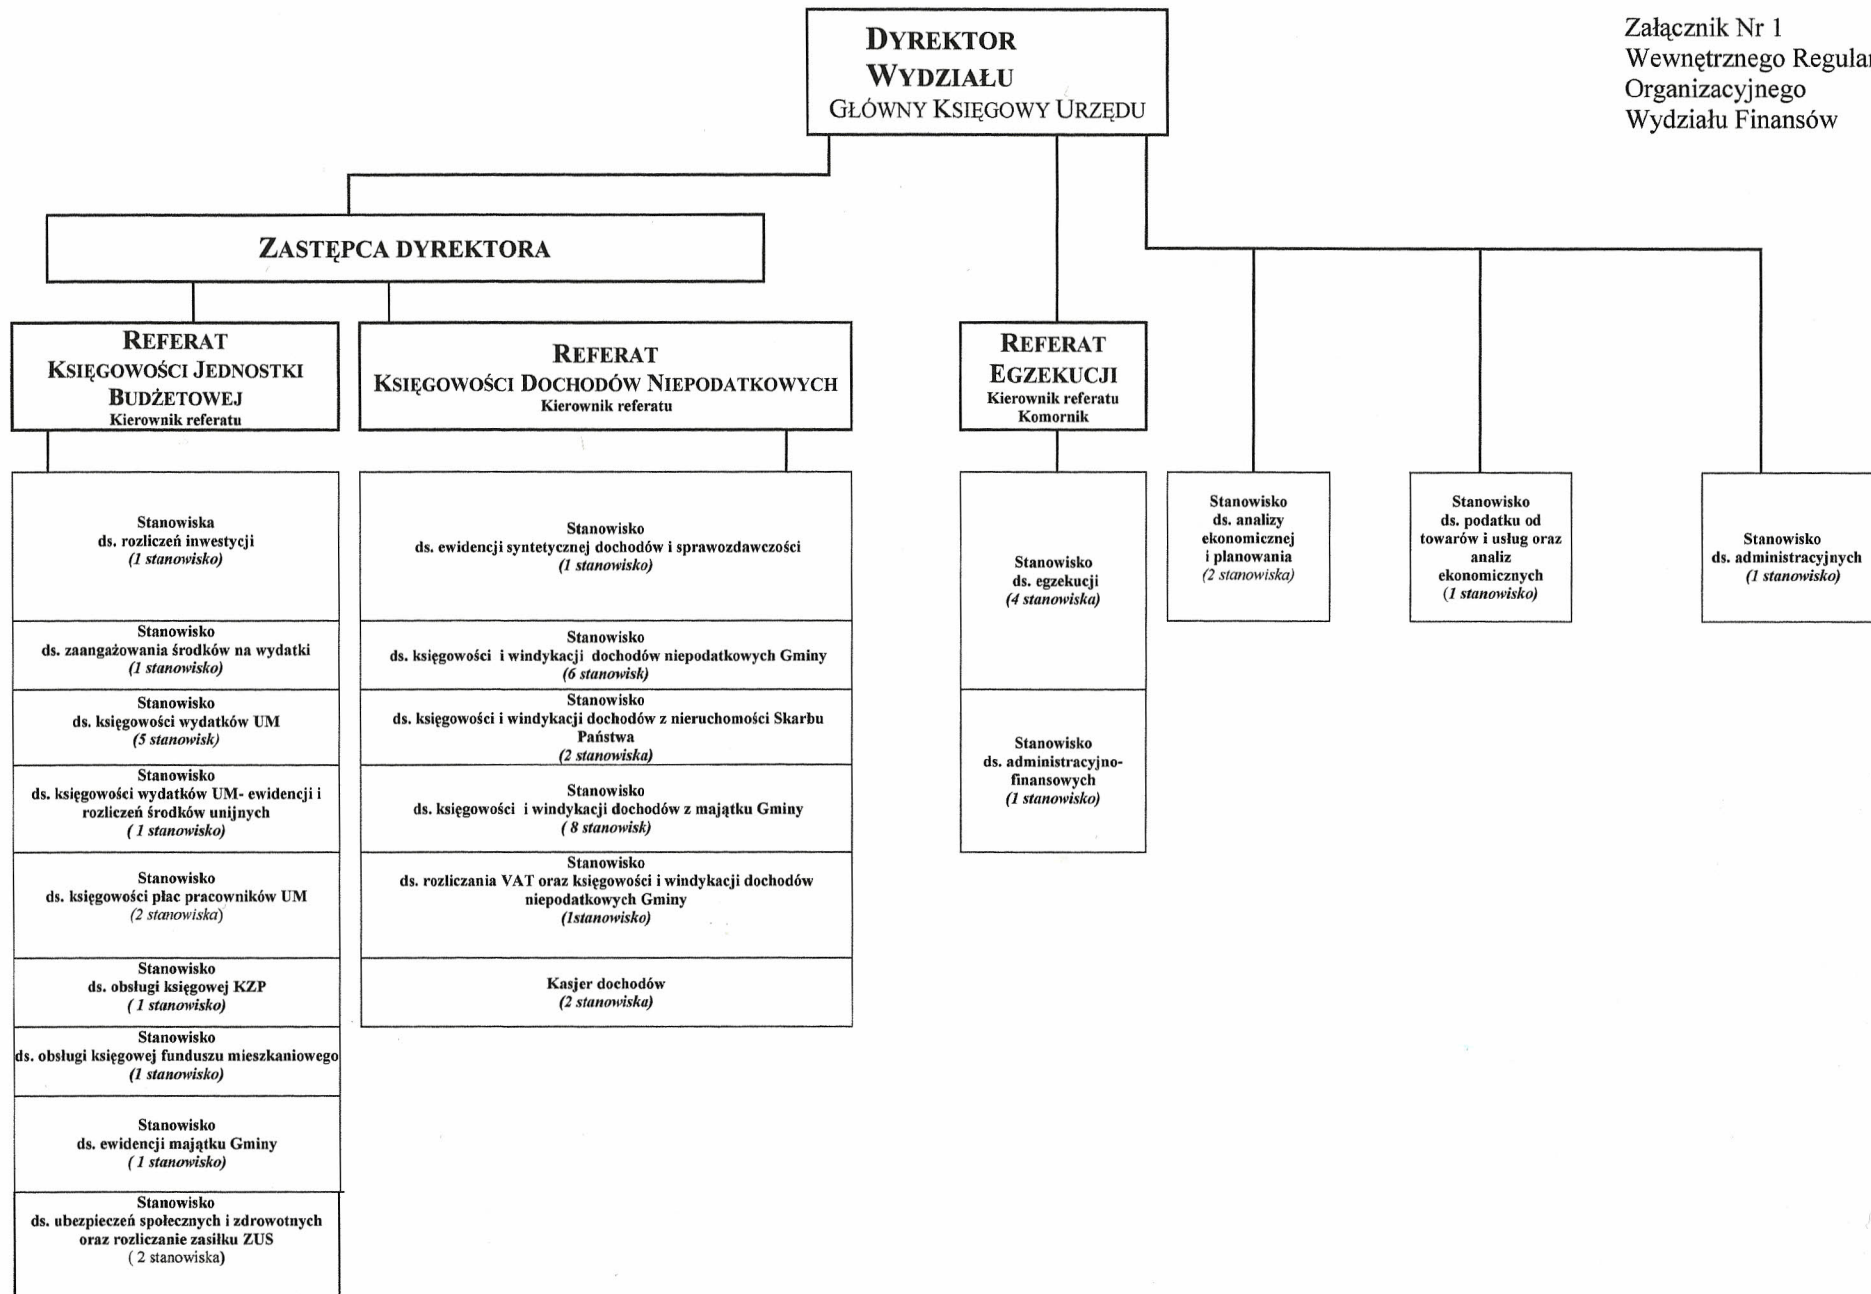 Załącznik Nr 1
Wewnętrznego Regula
Organizacyjnego
Wydziału Finansów
DYREKTOR
WYDZIAŁU
GŁÓWNY KSIĘGOWY URZĘDU
ZASTĘPCA DYREKTORA
REFERAT
KSIĘGOWOŚCI JEDNOSTKI
BUDŻETOWEJ
Kierownik referatu
REFERAT
KSIĘGOWOŚCI DOCHODÓW NIEPODATKOWYCH
Kierownik referatu
REFERAT
EGZEKUCJI
Kierownik referatu
Komornik
Stanowiska
ds. rozliczeń inwestycji
(1 stanowisko)
Stanowisko
ds. zaangażowania środków na wydatki
(1 stanowisko)
Stanowisko
ds. księgowości wydatków UM
(5 stanowisk)
Stanowisko
ds. księgowości wydatków UM- ewidencji i
rozliczeń środków unijnych
( 1 stanowisko)
Stanowisko
ds. księgowości płac pracowników UM
(2 stanowiska)
Stanowisko
ds. obsługi księgowej KZP
( 1 stanowisko)
Stanowisko
ds. obsługi księgowej funduszu mieszkaniowego
(1 stanowisko)
Stanowisko
ds. ewidencji majątku Gminy
( 1 stanowisko)
Stanowisko
ds. ubezpieczeń społecznych i zdrowotnych
oraz rozliczanie zasiłku ZUS
( 2 stanowiska)
Stanowisko
ds. ewidencji syntetycznej dochodów i sprawozdawczości
(1 stanowisko)
Stanowisko
ds. księgowości i windykacji dochodów niepodatkowych Gminy
(6 stanowisk)
Stanowisko
ds. księgowości i windykacji dochodów z nieruchomości Skarbu
Państwa
(2 stanowiska)
Stanowisko
ds. księgowości i windykacji dochodów z majątku Gminy
( 8 stanowisk)
Stanowisko
ds. rozliczania VAT oraz księgowości i windykacji dochodów
niepodatkowych Gminy
(1stanowisko)
Kasjer dochodów
(2 stanowiska)
Stanowisko
ds. egzekucji
(4 stanowiska)
Stanowisko
ds. administracyjno-
finansowych
(1 stanowisko)
Stanowisko
ds. analizy
ekonomicznej
i planowania
(2 stanowiska)
Stanowisko
ds. podatku od
towarów i usług oraz
analiz
ekonomicznych
(1 stanowisko)
Stanowisko
ds. administracyjnych
(1 stanowisko)